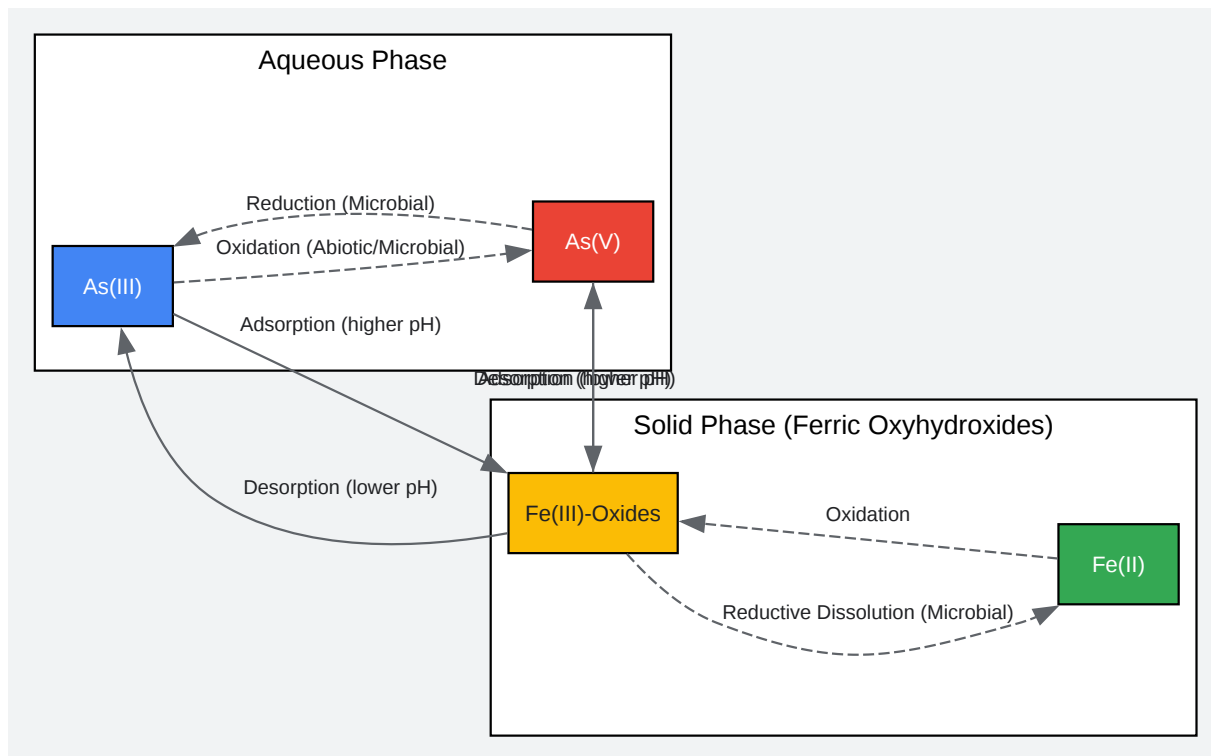 Aqueous Phase
Reduction (Microbial)
As(V)
Oxidation (Abiotic/Microbial)
As(III)
Adsorption (higher pH)
Solid Phase (Ferric Oxyhydroxides)
Desorption (lower pH)
Fe(III)-Oxides
Oxidation
Fe(II)
Reductive Dissolution (Microbial)